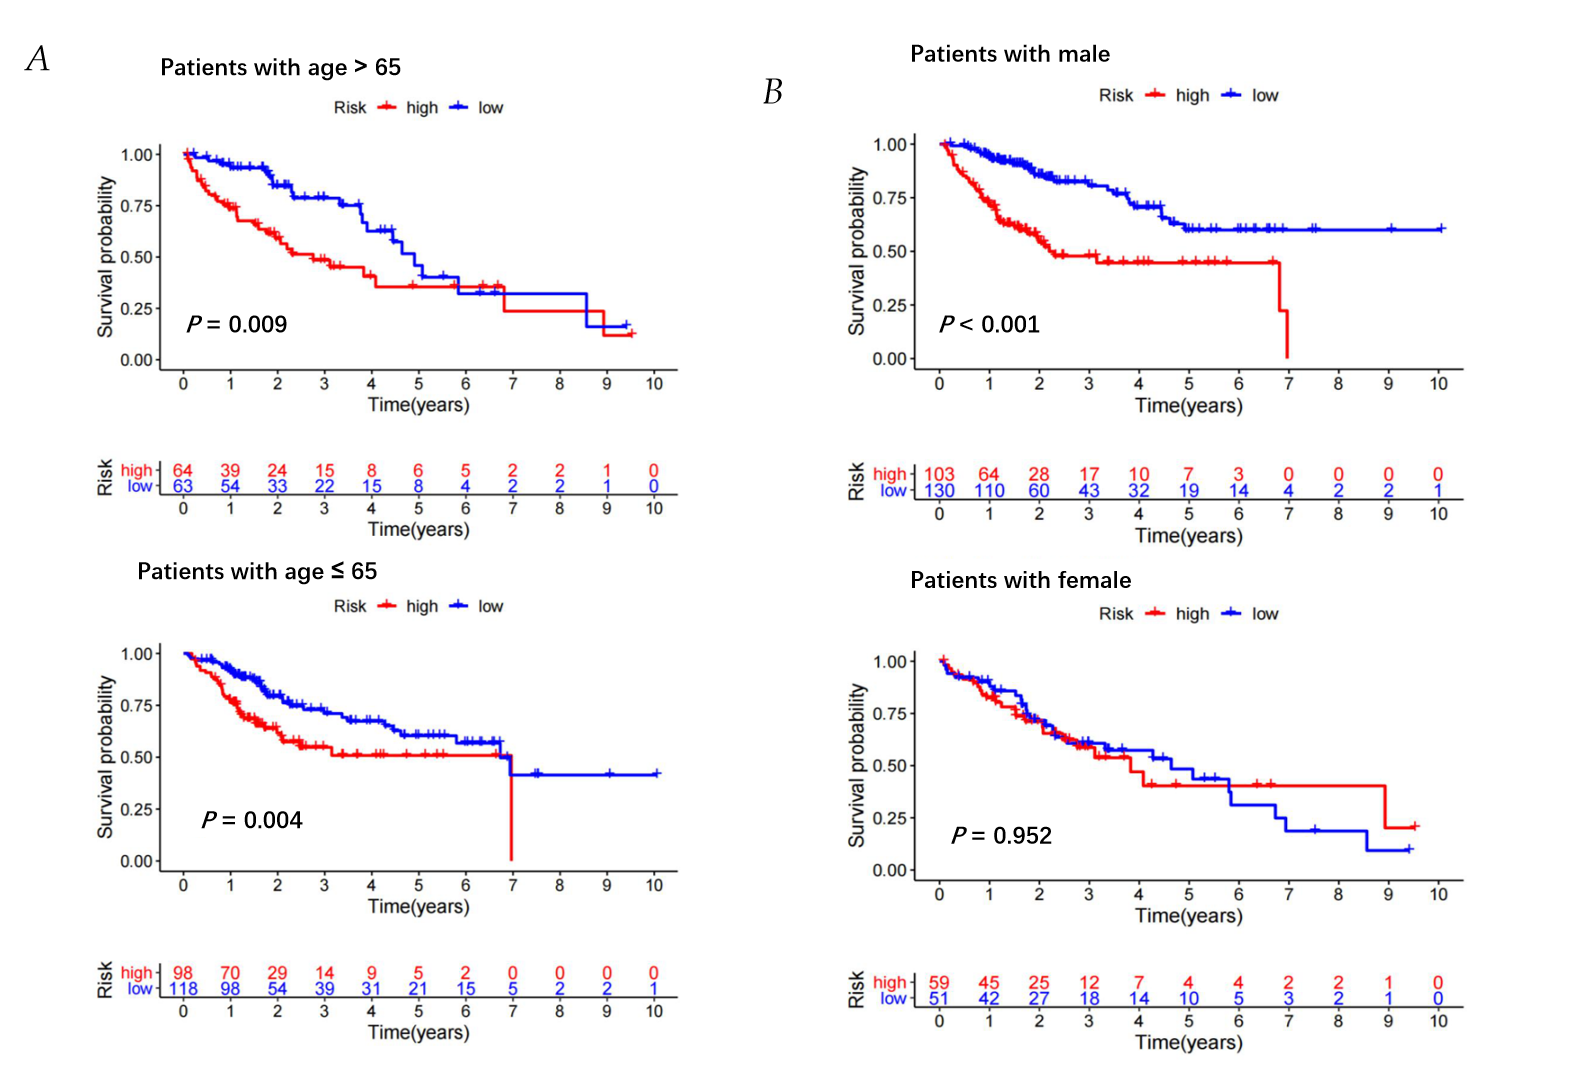 A
Patients with age > 65
Risk high low
Survival probability
1.00
0.75
0.50
0.25
0.00
P = 0.009
0 1 2 3 4 5 6 7 8 9 10
Time(years)
Risk
high 64 39 24 15 8 6 5 2 2 1 0
low 63 54 33 22 15 8 4 2 2 1 0
0 1 2 3 4 5 6 7 8 9 10
Time(years)
Patients with age ≤ 65
Risk high low
Survival probability
1.00
0.75
0.50
0.25
0.00
P = 0.004
0 1 2 3 4 5 6 7 8 9 10
Time(years)
Risk
high 98 70 29 14 9 5 2 0 0 0 0
low 118 98 54 39 31 21 15 5 2 2 1
0 1 2 3 4 5 6 7 8 9 10
Time(years)
B
Patients with male
Risk high low
Survival probability
1.00
0.75
0.50
0.25
0.00
P < 0.001
0 1 2 3 4 5 6 7 8 9 10
Time(years)
Risk
high 103 64 28 17 10 7 3 0 0 0 0
low 130 110 60 43 32 19 14 4 2 2 1
0 1 2 3 4 5 6 7 8 9 10
Time(years)
Patients with female
Risk high low
Survival probability
1.00
0.75
0.50
0.25
0.00
P = 0.952
0 1 2 3 4 5 6 7 8 9 10
Time(years)
Risk
high 59 45 25 12 7 4 4 2 2 1 0
low 51 42 27 18 14 10 5 3 2 1 0
0 1 2 3 4 5 6 7 8 9 10
Time(years)